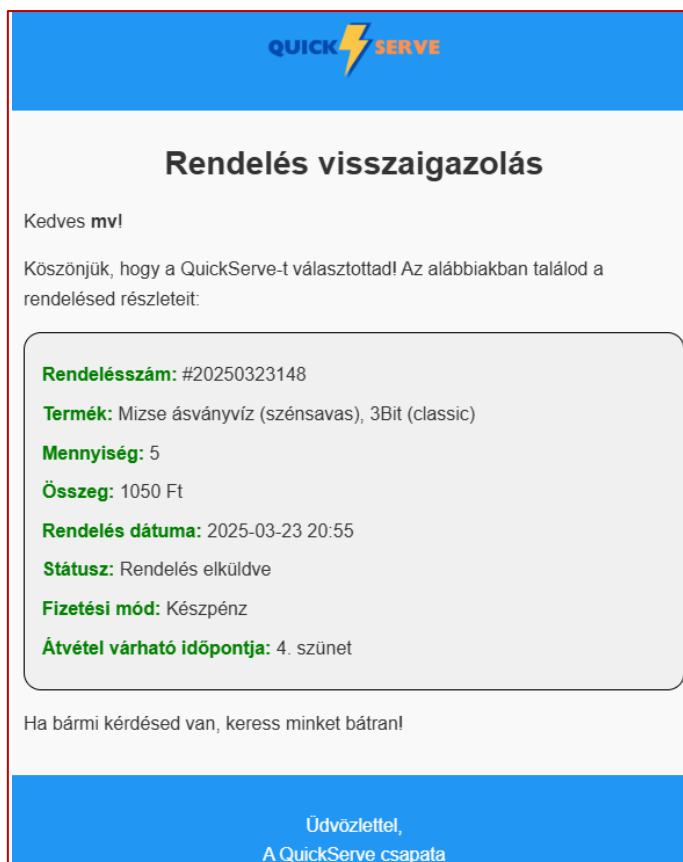 QUICK SERVE
Rendelés visszaigazolás
Kedves mv!
Köszönjük, hogy a QuickServe-t választottad! Az alábbiakban találod a
rendelésed részleteit:
Rendelésszám: #20250323148
Termék: Mizse ásványvíz (szénsavas), 3Bit (classic)
Mennyiség: 5
Összeg: 1050 Ft
Rendelés dátuma: 2025-03-23 20:55
Státusz: Rendelés elküldve
Fizetési mód: Készpénz
Átvétel várható időpontja: 4. szünet
Ha bármi kérdésed van, keress minket bátran!
Üdvözlettel,
A QuickServe csapata